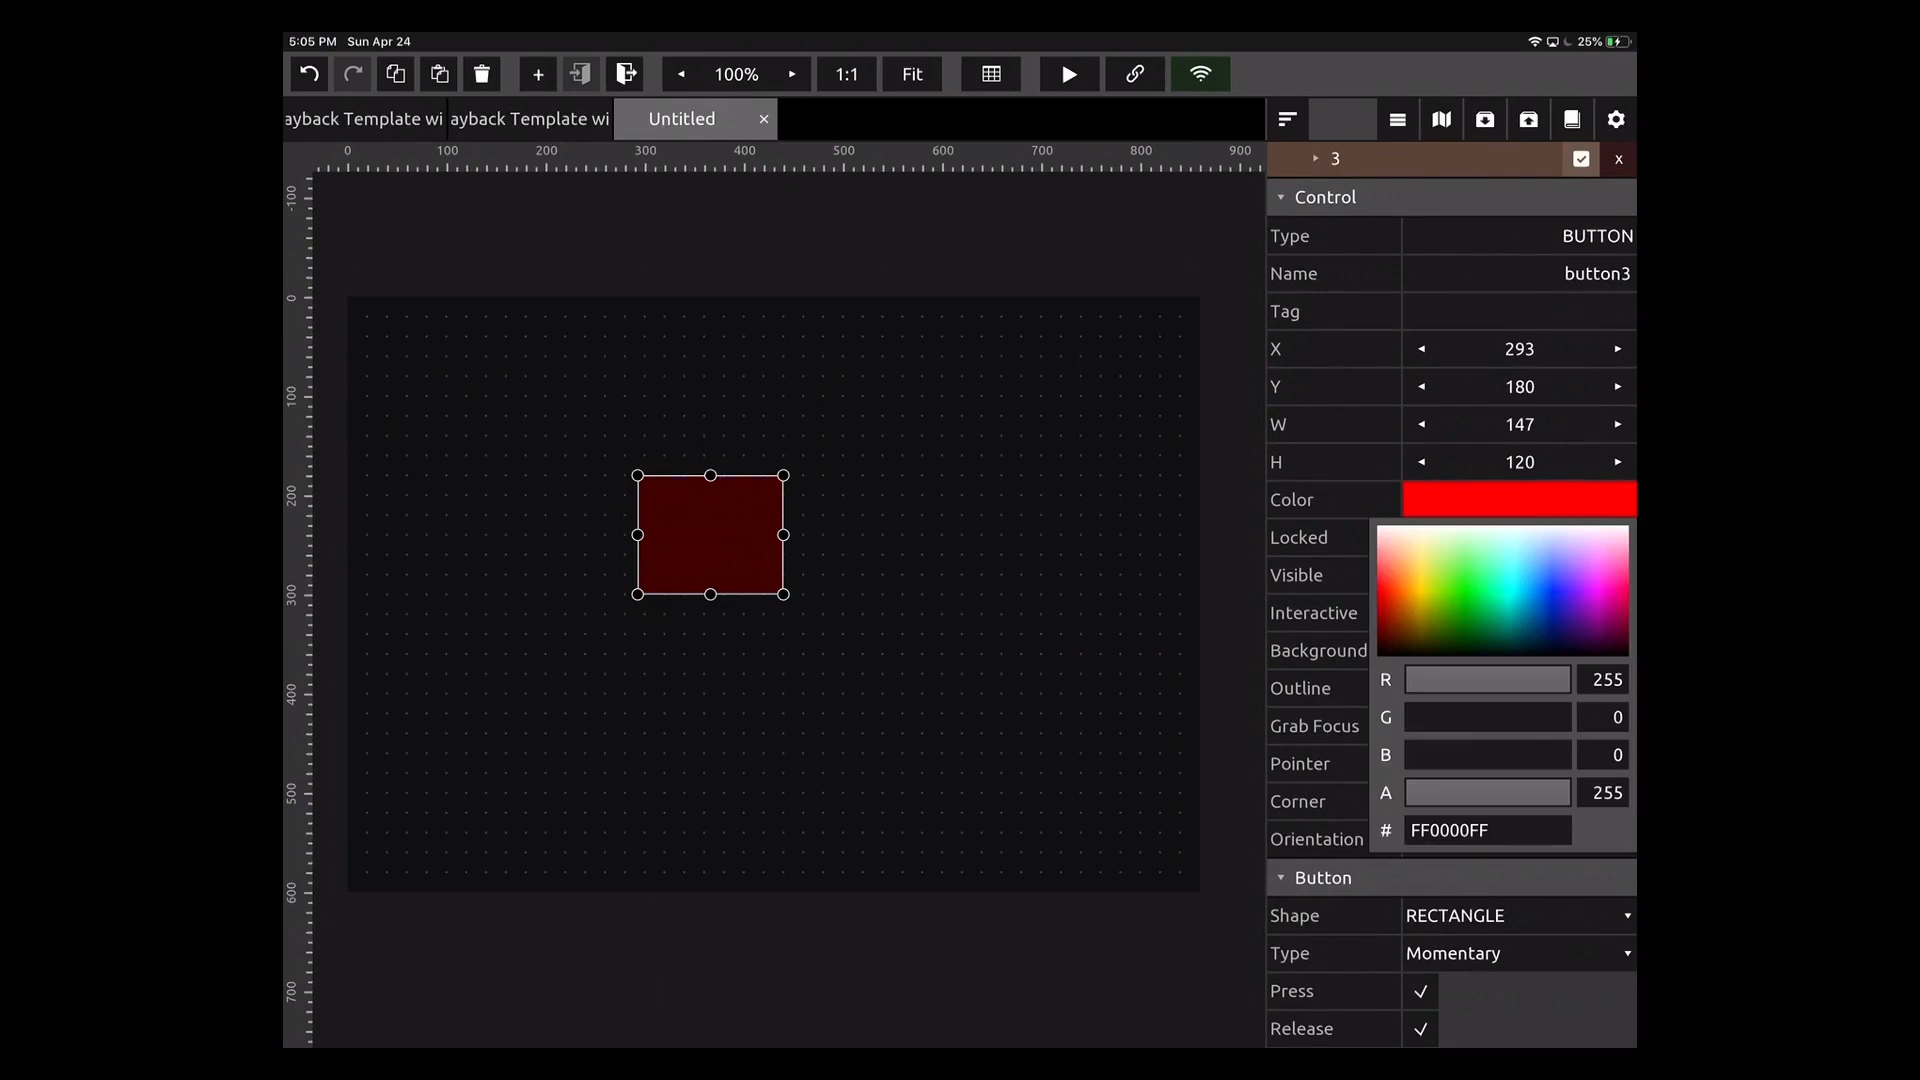 5:05 PM Sun Apr 24 25%
+ 100% 1:1 Fit
ayback Template wi ayback Template wi Untitled ×
0 100 200 300 400 500 600 700 800 900
3 x
Control
Type BUTTON
Name button3
Tag
X 293
Y 180
W 147
H 120
Color
Locked
Visible
Interactive
Background
Outline
Grab Focus
Pointer
Corner
Orientation
R 255
G 0
B 0
A 255
# FF0000FF
Button
Shape RECTANGLE
Type Momentary
Press
Release
-100
0
100
200
300
400
500
600
700